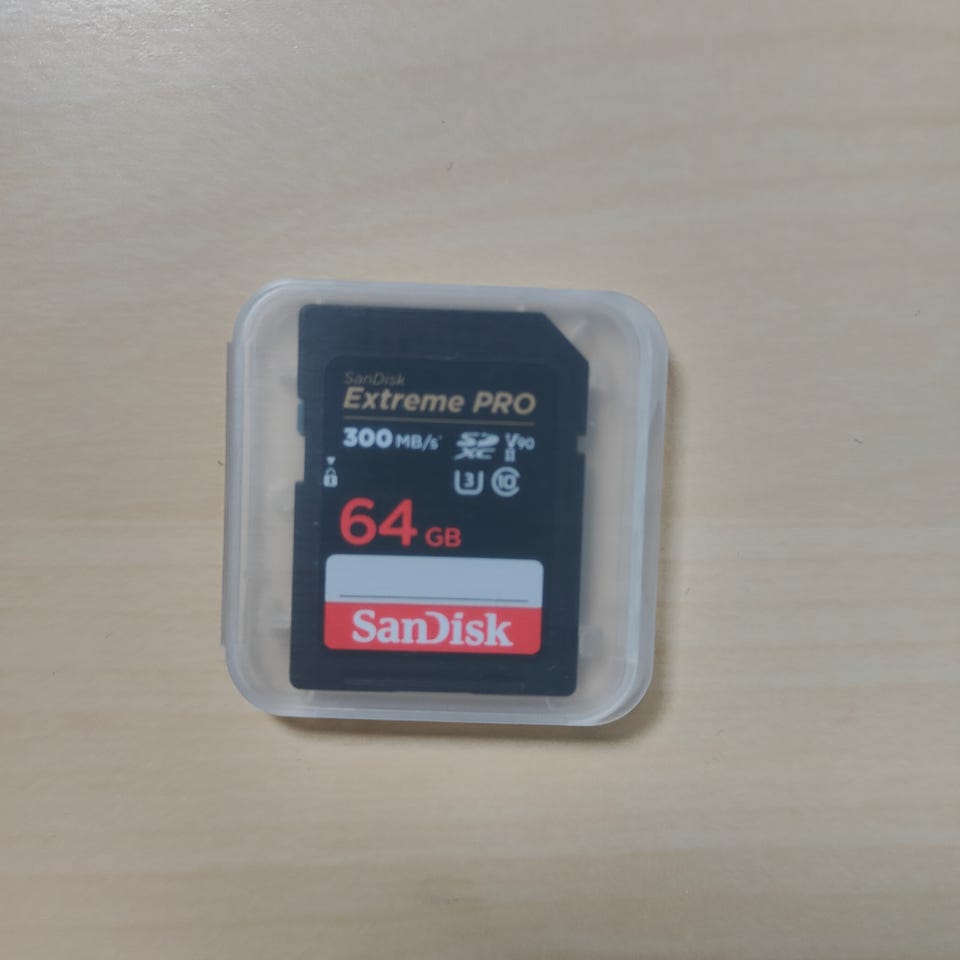 SanDisk
Extreme PRO
300 MB/s* SD XC V90 II
3 10
64 GB
SanDisk